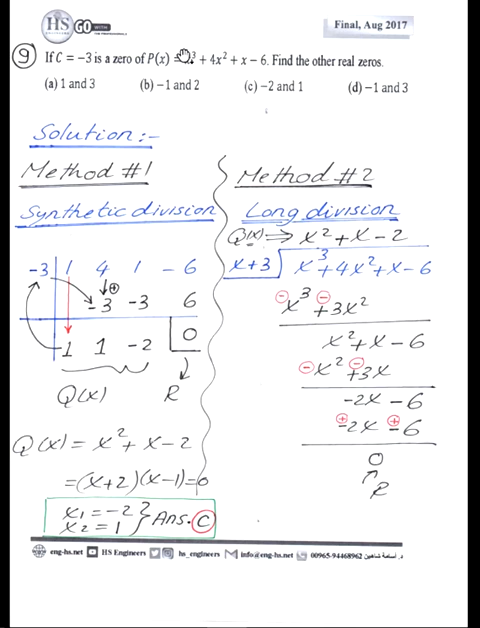 HS GO
Final, Aug 2017
9 If C = −3 is a zero of P(x) = x³ + 4x² + x − 6. Find the other real zeros.
(a) 1 and 3 (b) −1 and 2 (c) −2 and 1 (d) −1 and 3
Solution:-
Method #1
Synthetic division
-3 | 1 4 1 -6
↓⊕
-3 -3 6
1 1 -2 | 0
Q(x) R
Q(x) = x² + x - 2
=(x+2)(x-1)=0
x₁ = -2
x₂ = 1 } Ans. C
Method #2
Long division
Q(x) ⇒ x² + x - 2
x+3 | x³+4x²+x-6
⊖ ⊖
x³+3x²
x²+x-6
⊖x² ⊖+3x
-2x-6
⊕ ⊕
-2x-6
0
R
eng-hs.net HS Engineers hs_engineers info@eng-hs.net 00965-94468962 د. أسامة شاهين